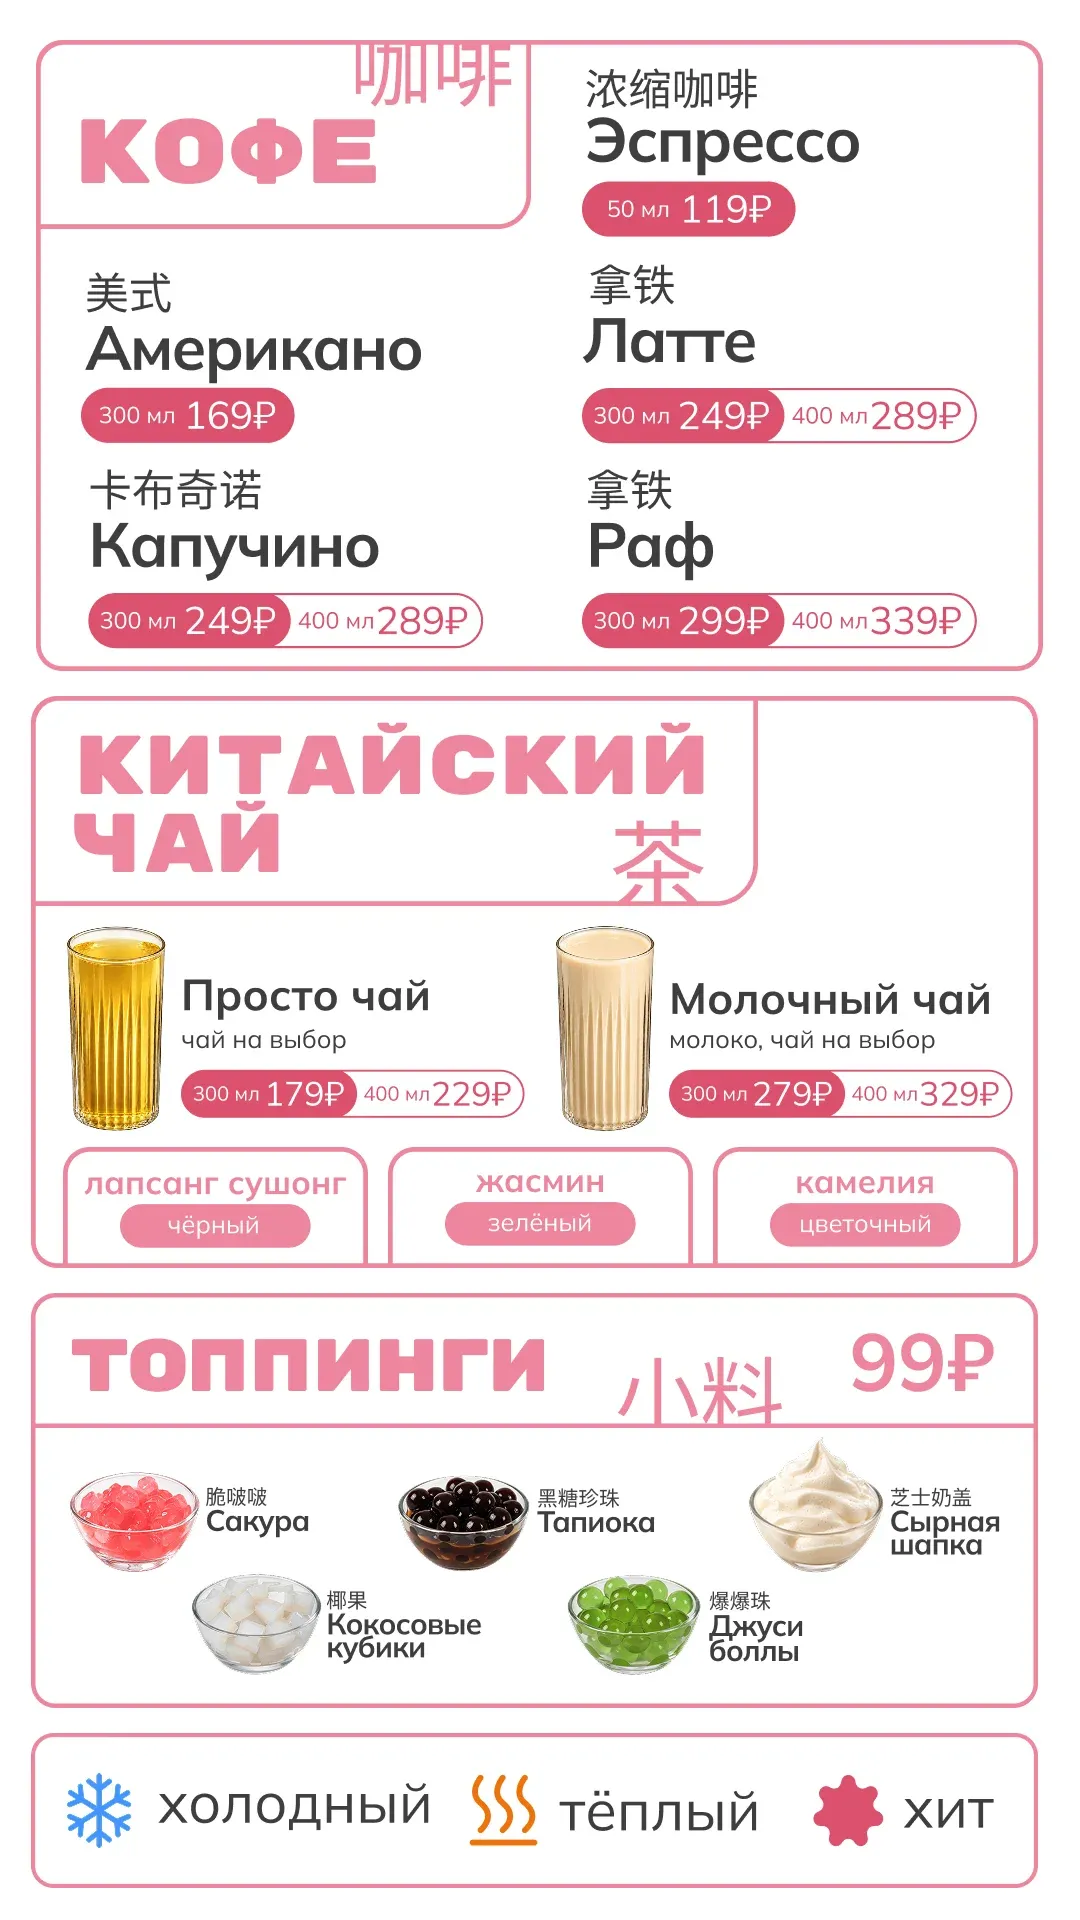 咖啡
КОФЕ
美式
Американо
300 мл 169₽
卡布奇诺
Капучино
300 мл 249₽ 400 мл 289₽
浓缩咖啡
Эспрессо
50 мл 119₽
拿铁
Латте
300 мл 249₽ 400 мл 289₽
拿铁
Раф
300 мл 299₽ 400 мл 339₽
КИТАЙСКИЙ
ЧАЙ
茶
Просто чай
чай на выбор
300 мл 179₽ 400 мл 229₽
Молочный чай
молоко, чай на выбор
300 мл 279₽ 400 мл 329₽
лапсанг сушонг
чёрный
жасмин
зелёный
камелия
цветочный
ТОППИНГИ
小料
99₽
脆啵啵
Сакура
黑糖珍珠
Тапиока
芝士奶盖
Сырная
шапка
椰果
Кокосовые
кубики
爆爆珠
Джуси
боллы
холодный
тёплый
хит